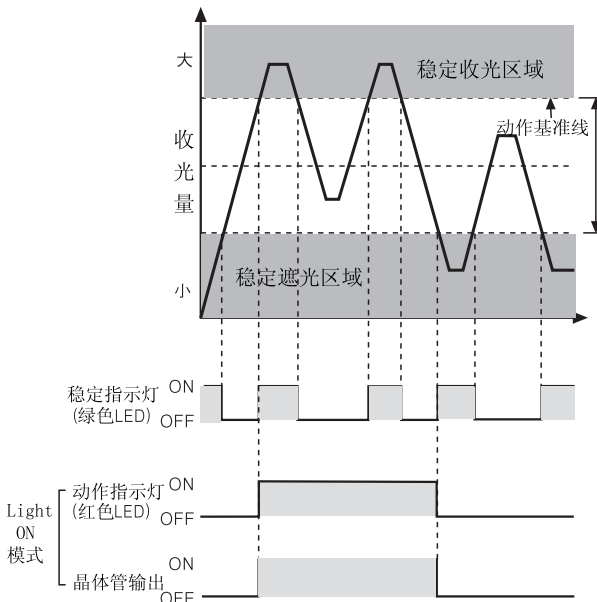 大
稳定收光区域
动作基准线
收
光
量
稳定遮光区域
小
稳定指示灯
(绿色LED)
ON
OFF
Light
ON
模式
动作指示灯
(红色LED)
ON
OFF
晶体管输出
ON
OFF